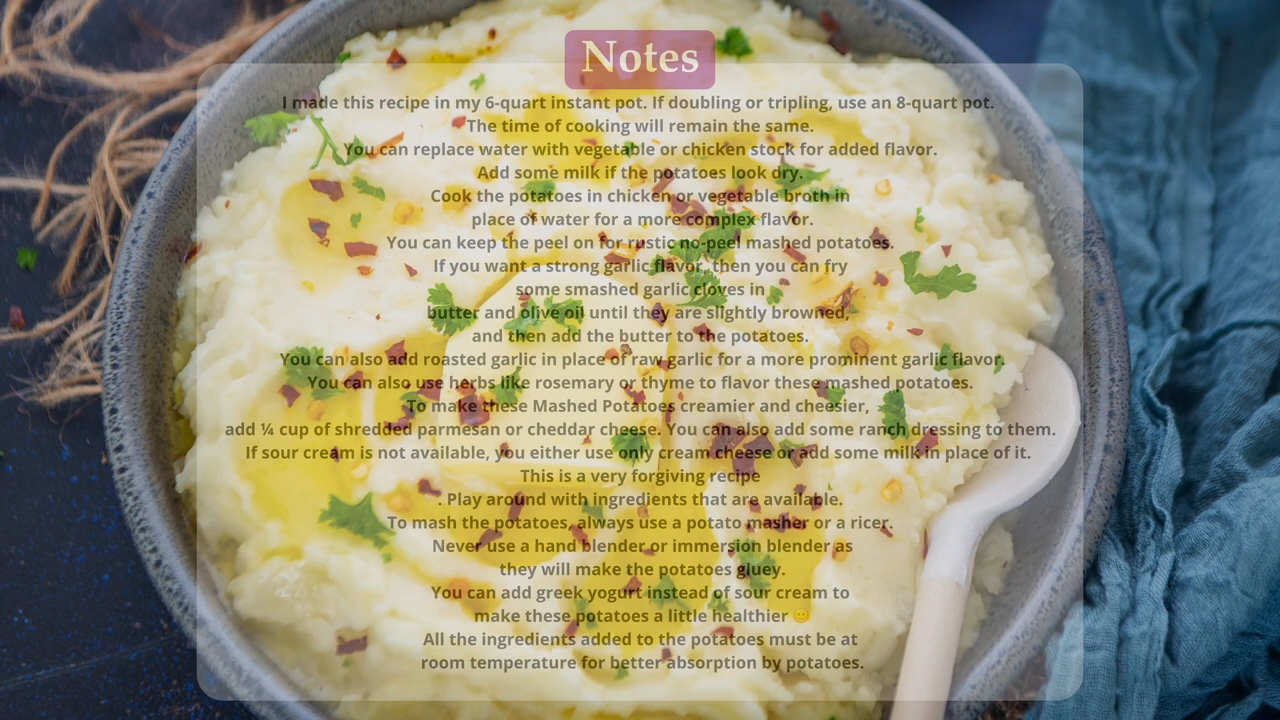 Notes
I made this recipe in my 6-quart instant pot. If doubling or tripling, use an 8-quart pot.
The time of cooking will remain the same.
You can replace water with vegetable or chicken stock for added flavor.
Add some milk if the potatoes look dry.
Cook the potatoes in chicken or vegetable broth in
place of water for a more complex flavor.
You can keep the peel on for rustic no-peel mashed potatoes.
If you want a strong garlic flavor, then you can fry
some smashed garlic cloves in
butter and olive oil until they are slightly browned,
and then add the butter to the potatoes.
You can also add roasted garlic in place of raw garlic for a more prominent garlic flavor.
You can also use herbs like rosemary or thyme to flavor these mashed potatoes.
To make these Mashed Potatoes creamier and cheesier,
add ¼ cup of shredded parmesan or cheddar cheese. You can also add some ranch dressing to them.
If sour cream is not available, you either use only cream cheese or add some milk in place of it.
This is a very forgiving recipe
. Play around with ingredients that are available.
To mash the potatoes, always use a potato masher or a ricer.
Never use a hand blender or immersion blender as
they will make the potatoes gluey.
You can add greek yogurt instead of sour cream to
make these potatoes a little healthier 🙂
All the ingredients added to the potatoes must be at
room temperature for better absorption by potatoes.